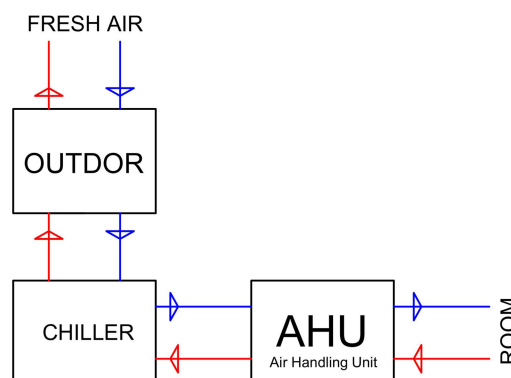 FRESH AIR
OUTDOR
CHILLER
AHU
Air Handling Unit
ROOM